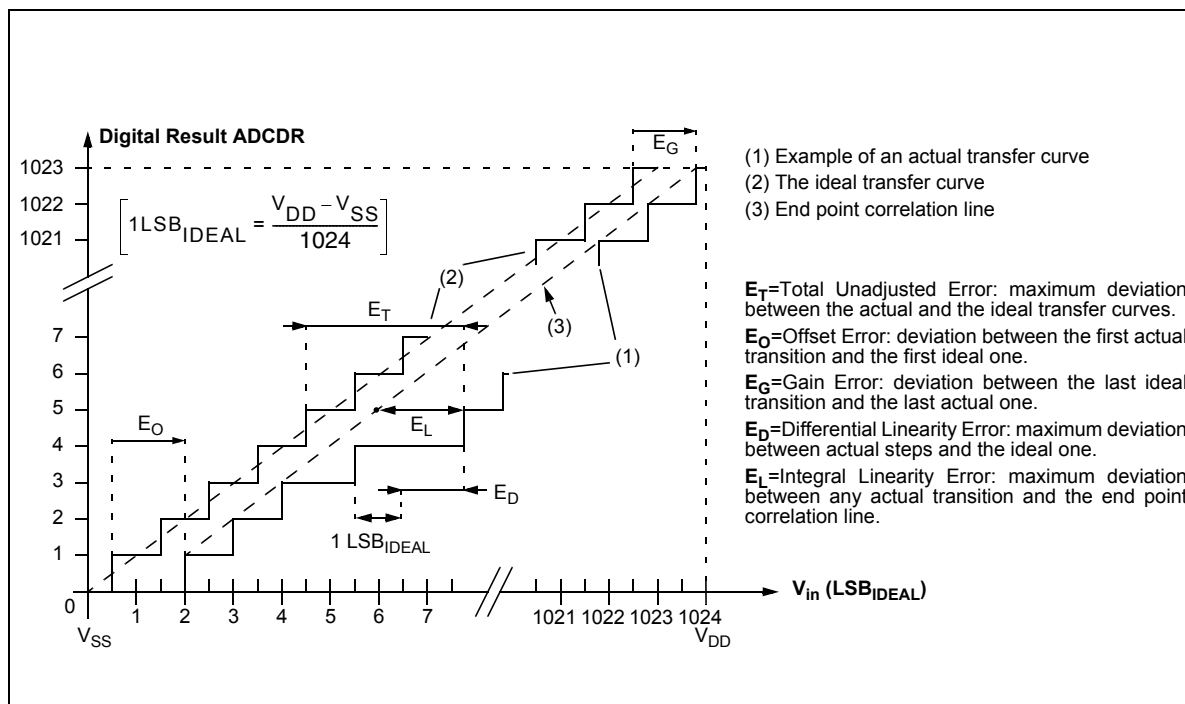 Digital Result ADCDR
E_G
1023
1022
1021
[1LSB_IDEAL = (V_DD – V_SS) / 1024]
(1) Example of an actual transfer curve
(2) The ideal transfer curve
(3) End point correlation line
(2)
E_T
(3)
(1)
7
6
5
4
3
2
1
0
E_O
E_L
E_D
1 LSB_IDEAL
E_T=Total Unadjusted Error: maximum deviation
between the actual and the ideal transfer curves.
E_O=Offset Error: deviation between the first actual
transition and the first ideal one.
E_G=Gain Error: deviation between the last ideal
transition and the last actual one.
E_D=Differential Linearity Error: maximum deviation
between actual steps and the ideal one.
E_L=Integral Linearity Error: maximum deviation
between any actual transition and the end point
correlation line.
V_in (LSB_IDEAL)
1 2 3 4 5 6 7 1021 1022 1023 1024
V_SS V_DD